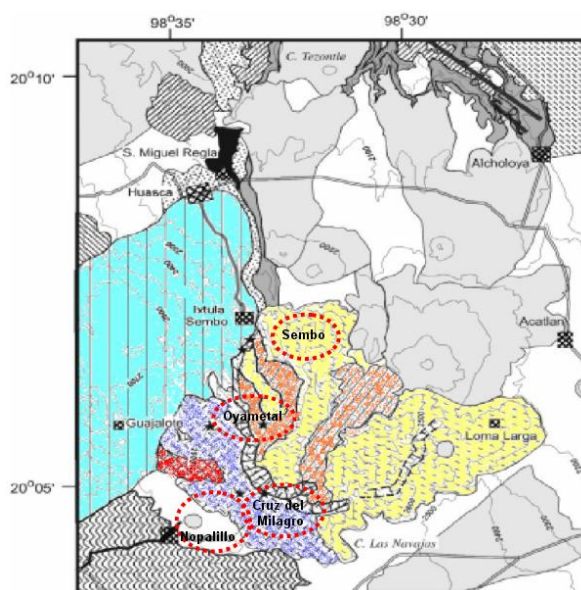 98°35'
98°30'
20°10'
C. Tezontle
S. Miguel Regla
Alcholoya
Huasca
Ixtula
Sembo
Sembo
Acatlan
Oyametal
Guajalote
Loma Larga
20°05'
Cruz del
Milagro
Nopalillo
C. Las Navajas